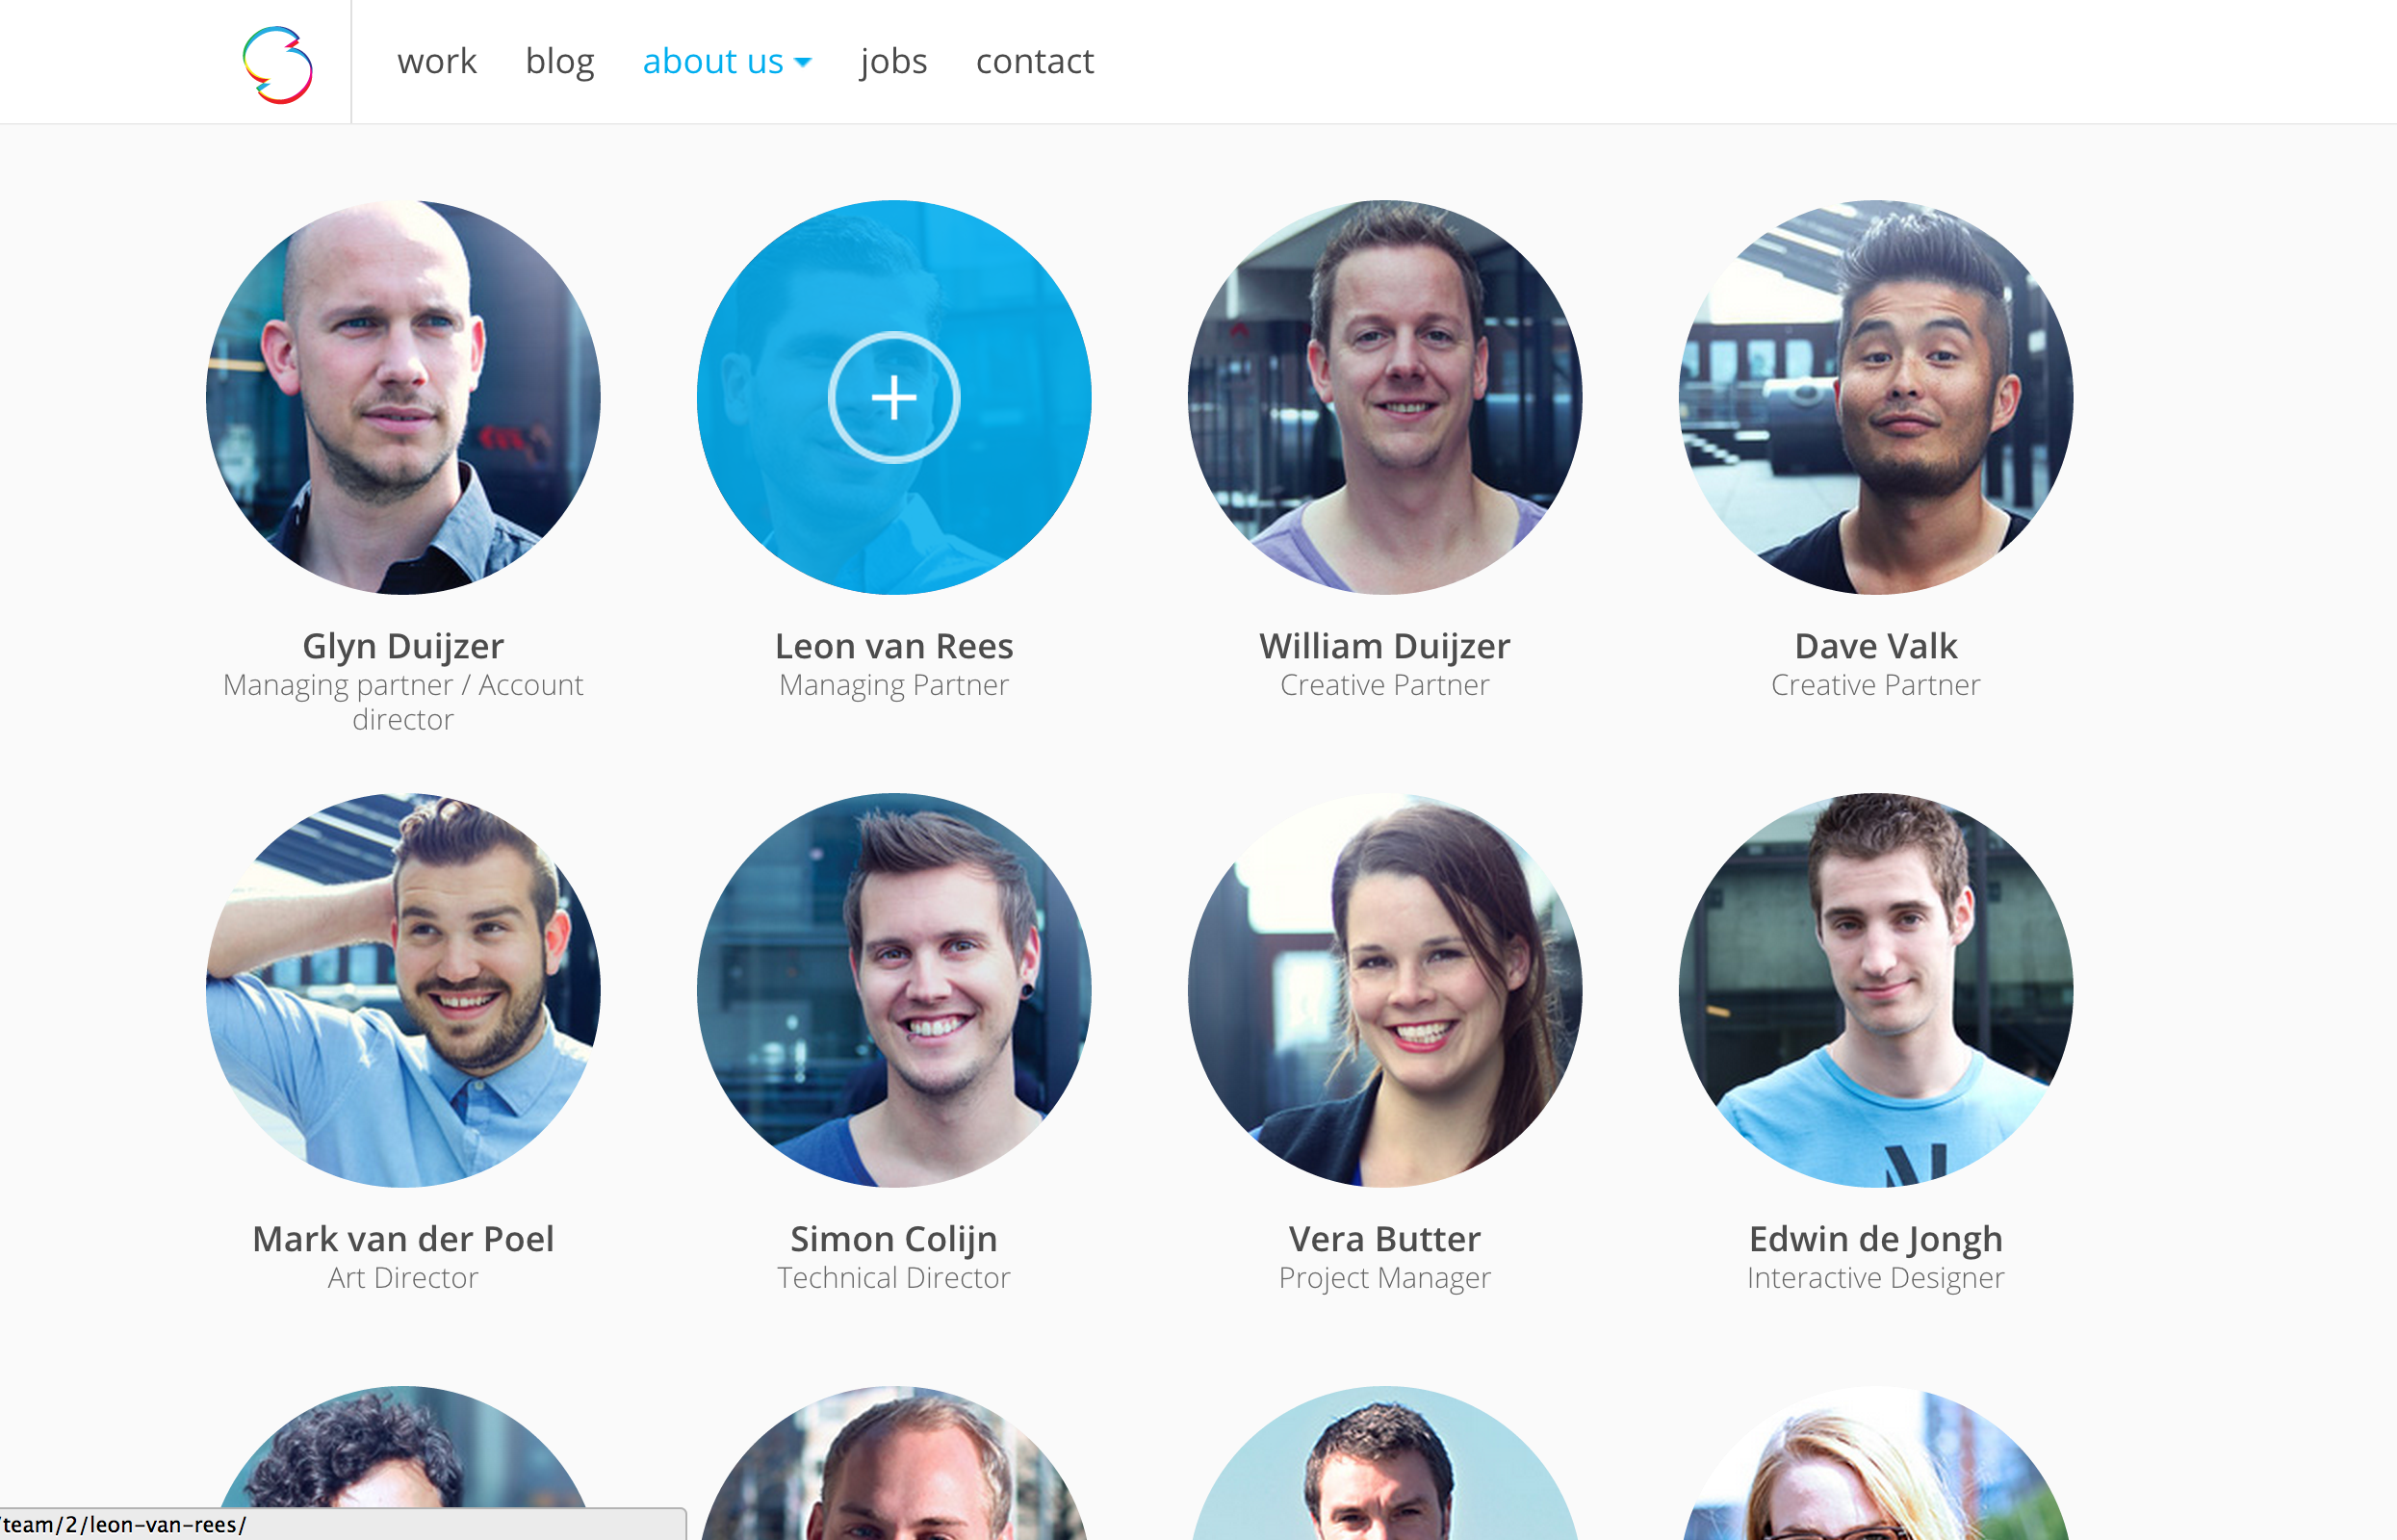 work blog about us jobs contact
Glyn Duijzer
Managing partner / Account
director
Leon van Rees
Managing Partner
William Duijzer
Creative Partner
Dave Valk
Creative Partner
Mark van der Poel
Art Director
Simon Colijn
Technical Director
Vera Butter
Project Manager
Edwin de Jongh
Interactive Designer
/team/2/leon-van-rees/